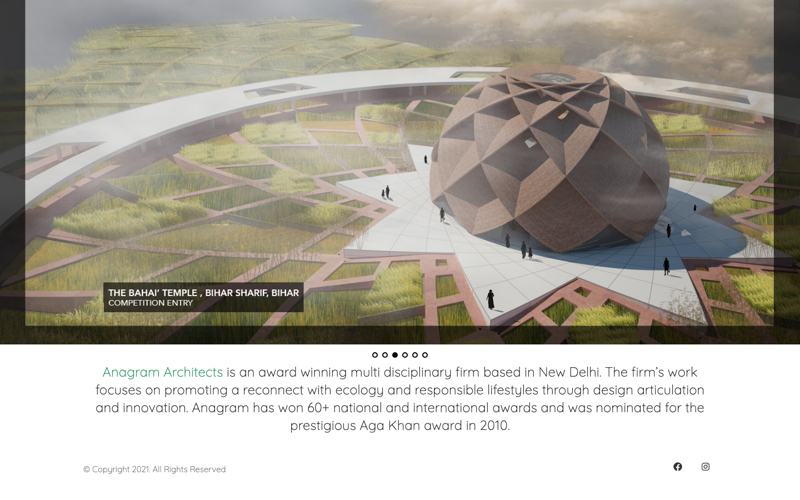 THE BAHAI' TEMPLE , BIHAR SHARIF, BIHAR
COMPETITION ENTRY
Anagram Architects is an award winning multi disciplinary firm based in New Delhi. The firm's work
focuses on promoting a reconnect with ecology and responsible lifestyles through design articulation
and innovation. Anagram has won 60+ national and international awards and was nominated for the
prestigious Aga Khan award in 2010.
© Copyright 2021. All Rights Reserved